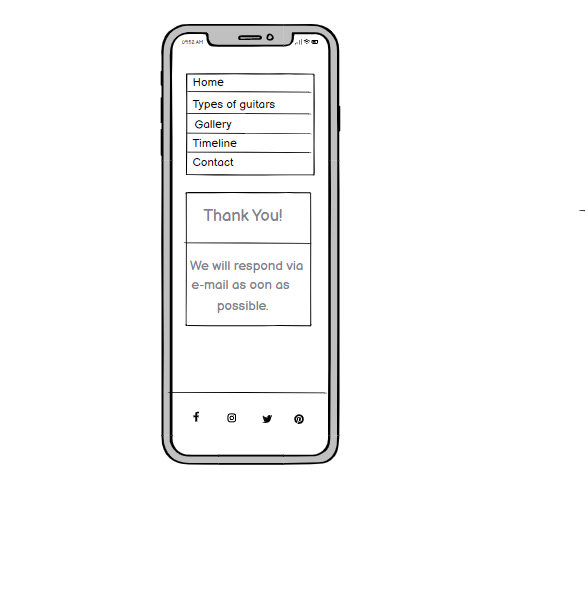 09:52 AM
Home
Types of guitars
Gallery
Timeline
Contact
Thank You!
We will respond via
e-mail as oon as
possible.